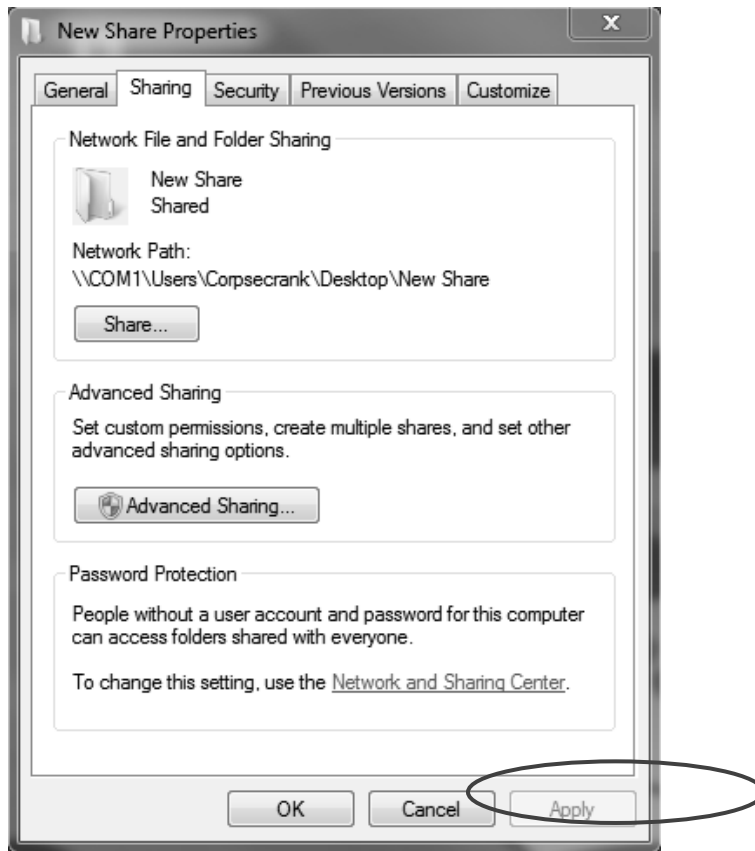 New Share Properties
General Sharing Security Previous Versions Customize
Network File and Folder Sharing
New Share
Shared
Network Path:
\\COM1\Users\Corpsecrank\Desktop\New Share
Share...
Advanced Sharing
Set custom permissions, create multiple shares, and set other
advanced sharing options.
Advanced Sharing...
Password Protection
People without a user account and password for this computer
can access folders shared with everyone.
To change this setting, use the Network and Sharing Center.
OK Cancel Apply